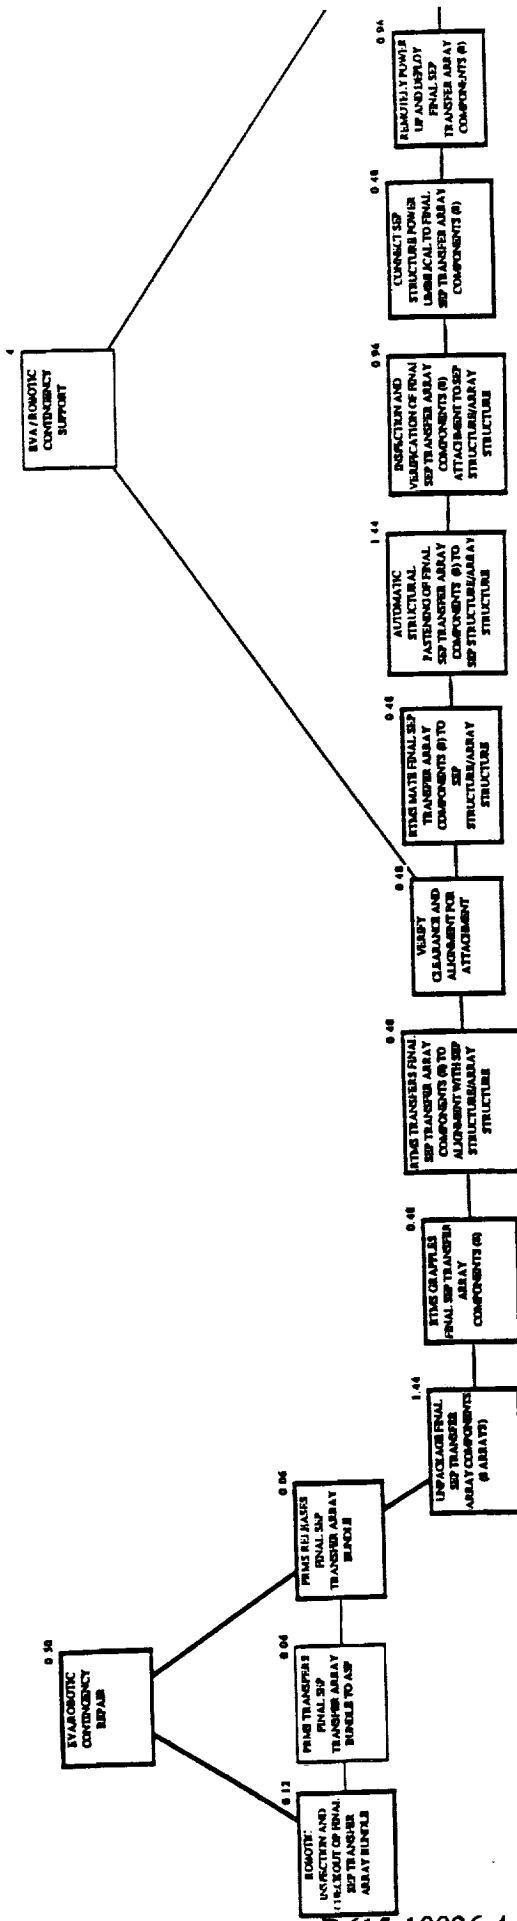 0.50
EVA/ROBOTIC
CONTINGENCY
REPAIR
0.12
ROBOTIC
INSPECTION AND
CHECKOUT OF FINAL
SEP TRANSFER
ARRAY BUNDLE
0.06
PRMS TRANSFERS
FINAL SEP
TRANSFER ARRAY
BUNDLE TO ASP
0.06
PRMS RELEASES
FINAL SEP
TRANSFER ARRAY
BUNDLE
1.44
UNPACKAGE FINAL
SEP TRANSFER
ARRAY COMPONENTS
(8 ARRAYS)
0.48
RTMS GRAPPLES
FINAL SEP TRANSFER
ARRAY
COMPONENTS (8)
0.48
RTMS TRANSFERS FINAL
SEP TRANSFER ARRAY
COMPONENTS (8) TO
ALIGNMENT WITH SEP
STRUCTURE/ARRAY
STRUCTURE
0.48
VERIFY
CLEARANCE AND
ALIGNMENT FOR
ATTACHMENT
4
EVA/ROBOTIC
CONTINGENCY
SUPPORT
0.48
RTMS MATE FINAL SEP
TRANSFER ARRAY
COMPONENTS (8) TO
SEP
STRUCTURE/ARRAY
STRUCTURE
1.44
AUTOMATIC
STRUCTURAL
FASTENING OF FINAL
SEP TRANSFER ARRAY
COMPONENTS (8) TO
SEP STRUCTURE/ARRAY
STRUCTURE
0.96
INSPECTION AND
VERIFICATION OF FINAL
SEP TRANSFER ARRAY
COMPONENTS (8)
ATTACHMENT TO SEP
STRUCTURE/ARRAY
STRUCTURE
0.48
CONNECT SEP
STRUCTURE POWER
UMBILICAL TO FINAL
SEP TRANSFER ARRAY
COMPONENTS (8)
0.96
REMOTELY POWER
UP AND DEPLOY
FINAL SEP
TRANSFER ARRAY
COMPONENTS (8)